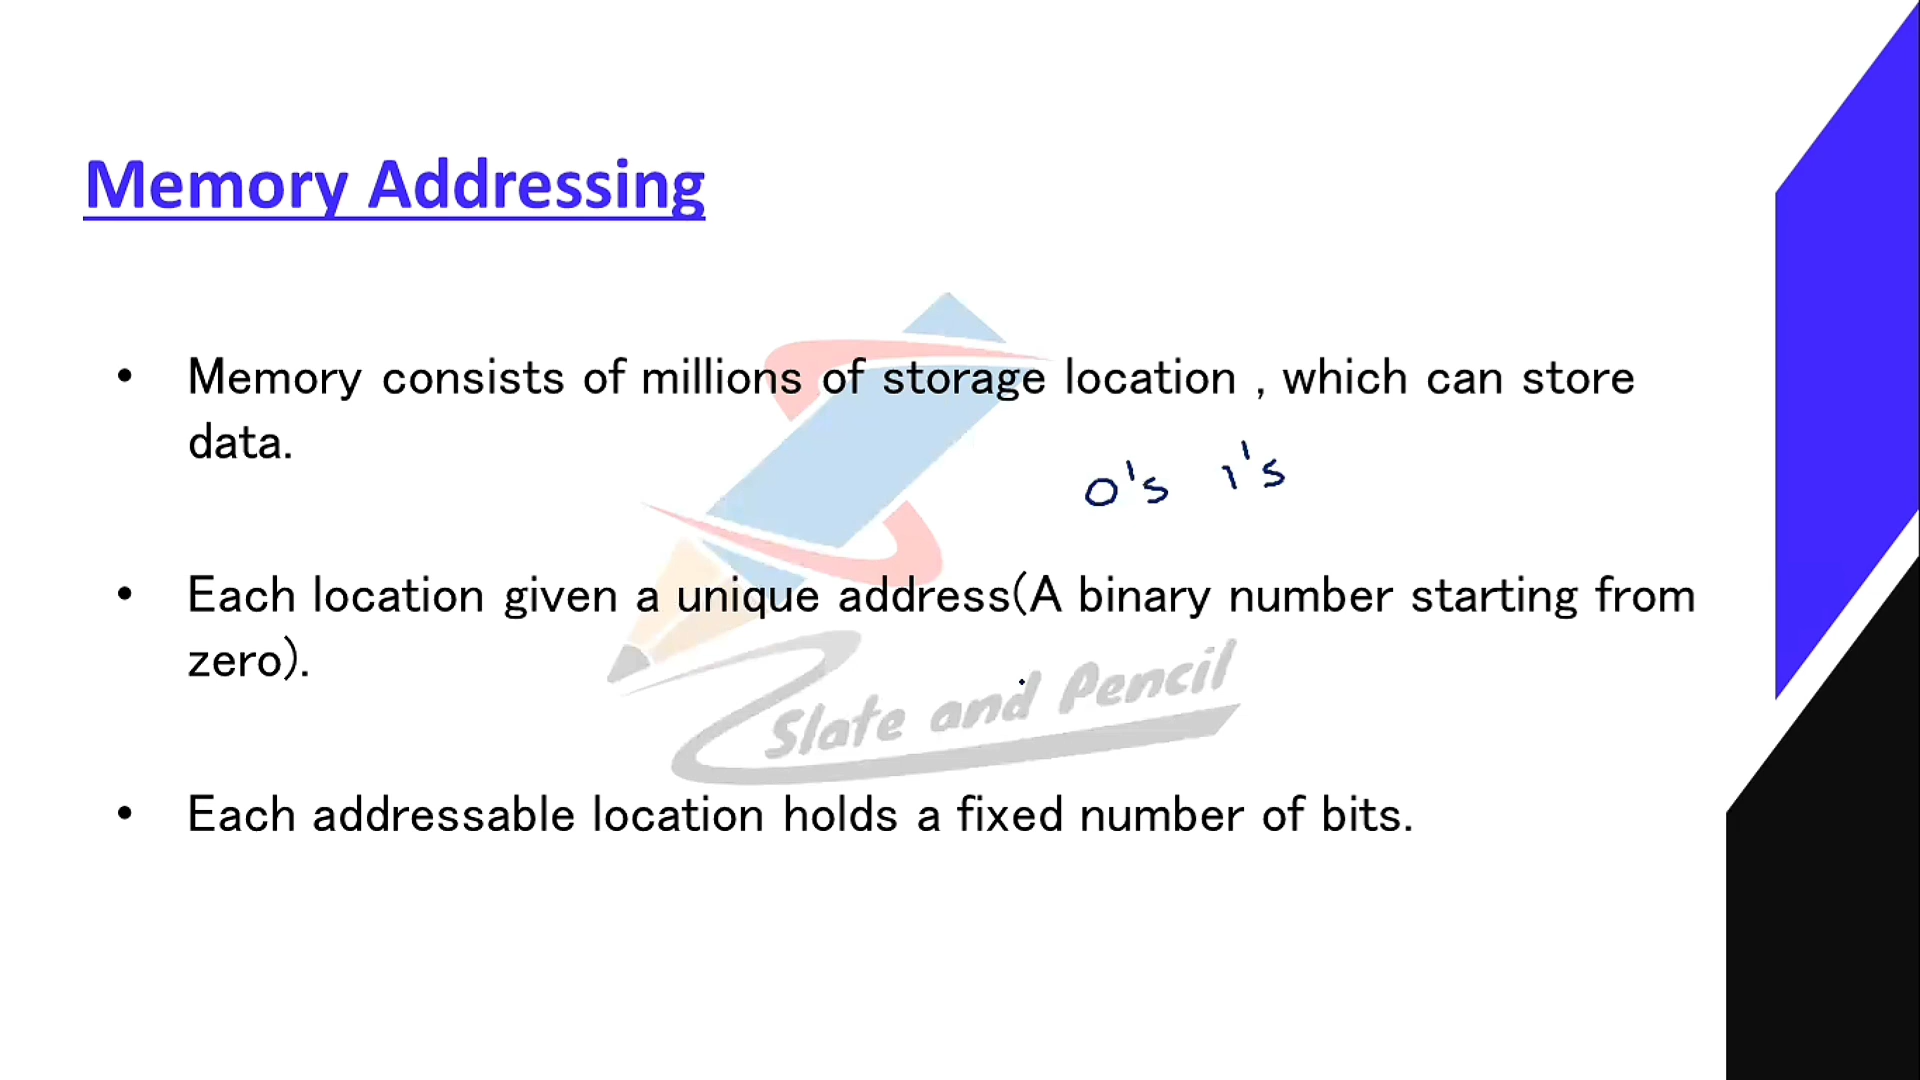 Memory Addressing
• Memory consists of millions of storage location , which can store
data.
0's 1's
• Each location given a unique address(A binary number starting from
zero).
Slate and Pencil
• Each addressable location holds a fixed number of bits.